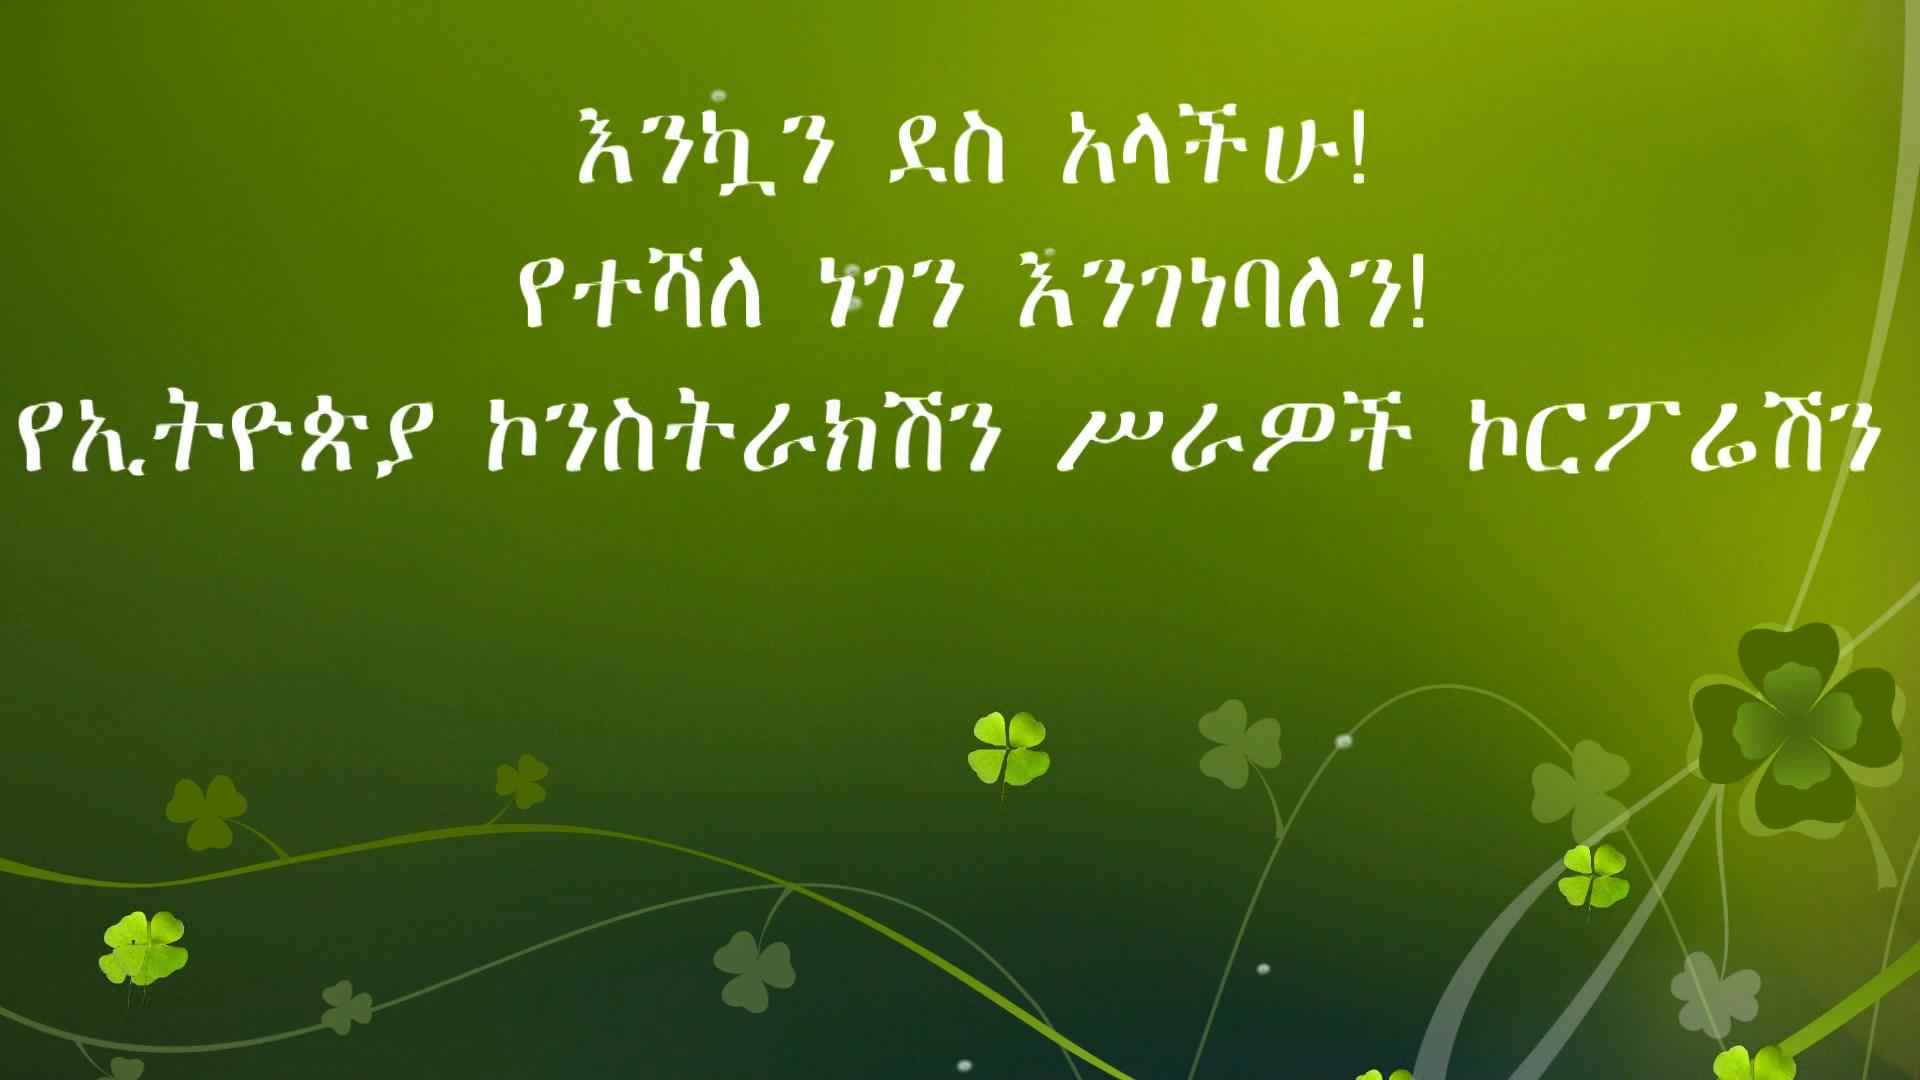 እንኳን ደስ አላችሁ!
የተሻለ ነገን እንገነባለን!
የኢትዮጵያ ኮንስትራክሽን ሥራዎች ኮርፖሬሽን